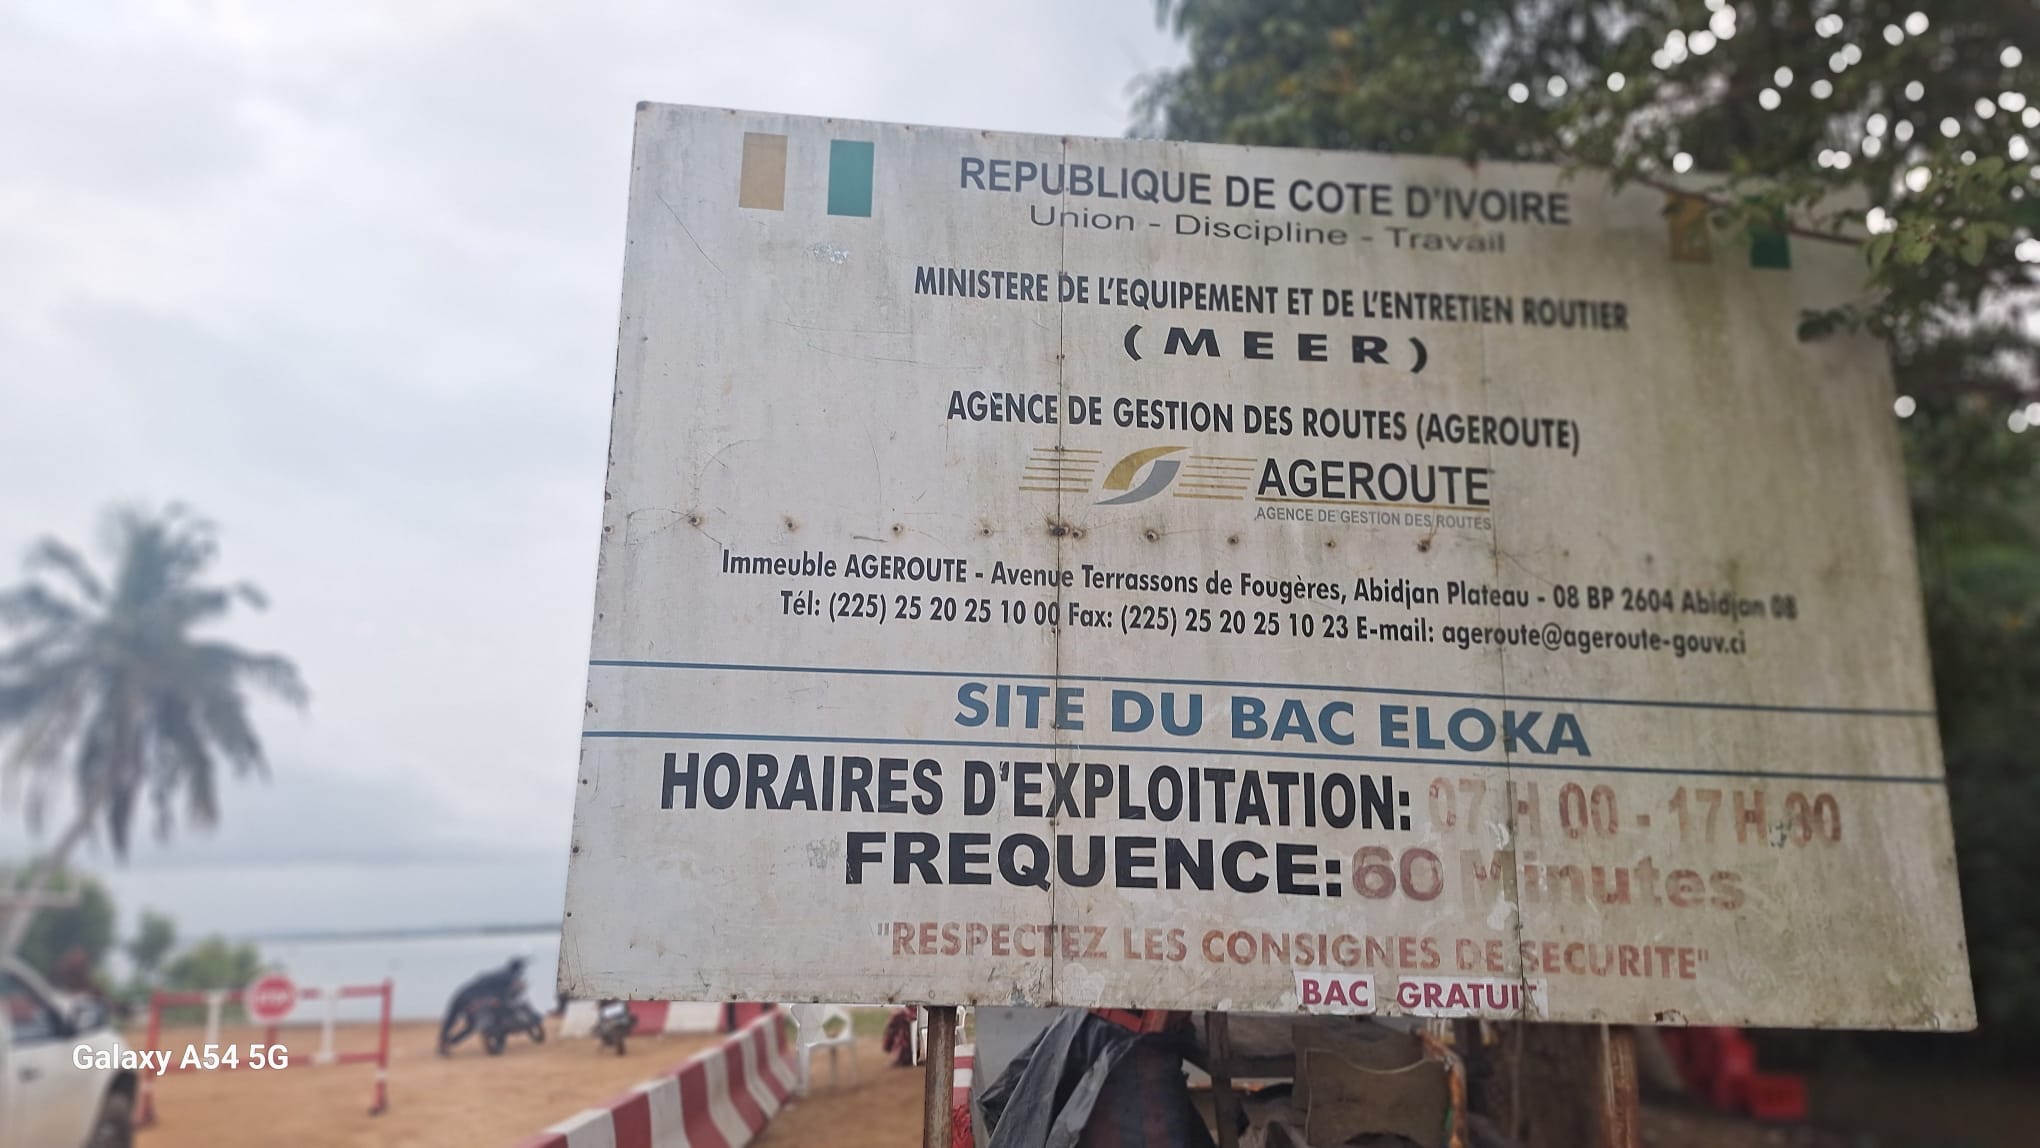 REPUBLIQUE DE COTE D'IVOIRE
Union - Discipline - Travail
MINISTERE DE L'EQUIPEMENT ET DE L'ENTRETIEN ROUTIER
(MEER)
AGENCE DE GESTION DES ROUTES (AGEROUTE)
AGEROUTE
AGENCE DE GESTION DES ROUTES
Immeuble AGEROUTE - Avenue Terrassons de Fougères, Abidjan Plateau - 08 BP 2604 Abidjan 08
Tél: (225) 25 20 25 10 00 Fax: (225) 25 20 25 10 23 E-mail: ageroute@ageroute-gouv.ci
SITE DU BAC ELOKA
HORAIRES D'EXPLOITATION: 07 H 00 - 17 H 30
FREQUENCE: 60 Minutes
"RESPECTEZ LES CONSIGNES DE SECURITE"
BAC GRATUIT
STOP
Galaxy A54 5G